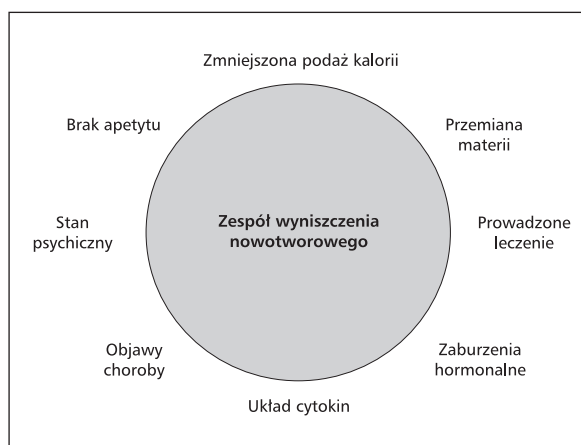 Zmniejszona podaż kalorii
Brak apetytu
Przemiana
materii
Stan
psychiczny
Zespół wyniszczenia
nowotworowego
Prowadzone
leczenie
Objawy
choroby
Zaburzenia
hormonalne
Układ cytokin